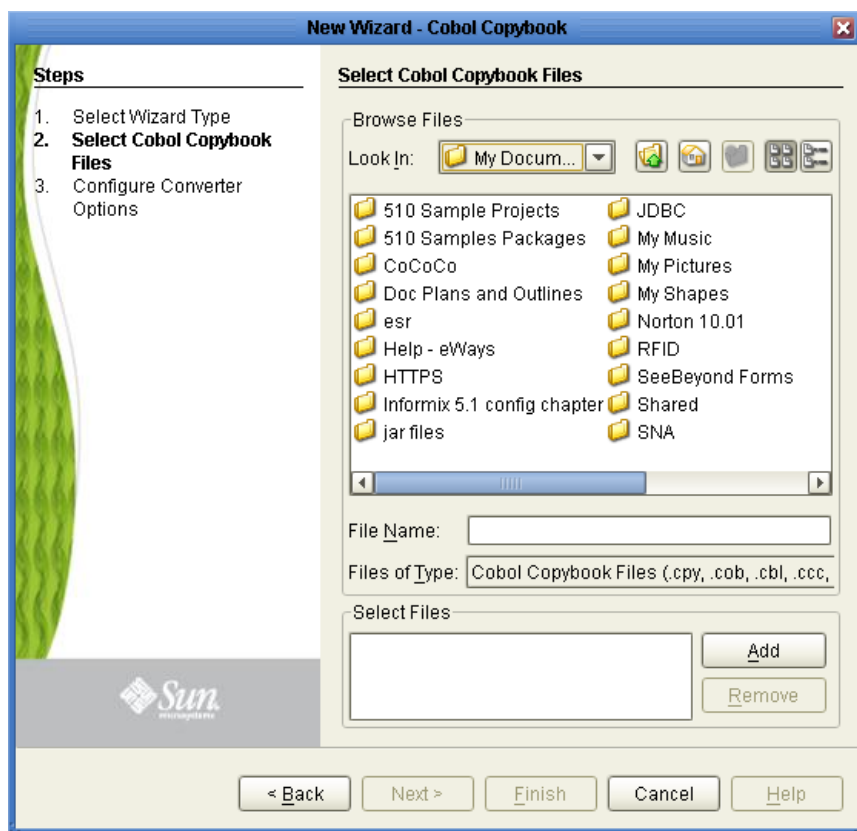 New Wizard - Cobol Copybook
Steps
1. Select Wizard Type
2. Select Cobol Copybook
Files
3. Configure Converter
Options
Select Cobol Copybook Files
Browse Files
Look In: My Docum...
510 Sample Projects
510 Samples Packages
CoCoCo
Doc Plans and Outlines
esr
Help - eWays
HTTPS
Informix 5.1 config chapter
jar files
JDBC
My Music
My Pictures
My Shapes
Norton 10.01
RFID
SeeBeyond Forms
Shared
SNA
File Name:
Files of Type: Cobol Copybook Files (.cpy, .cob, .cbl, .ccc,
Select Files
Add
Remove
Sun
microsystems
< Back Next > Finish Cancel Help